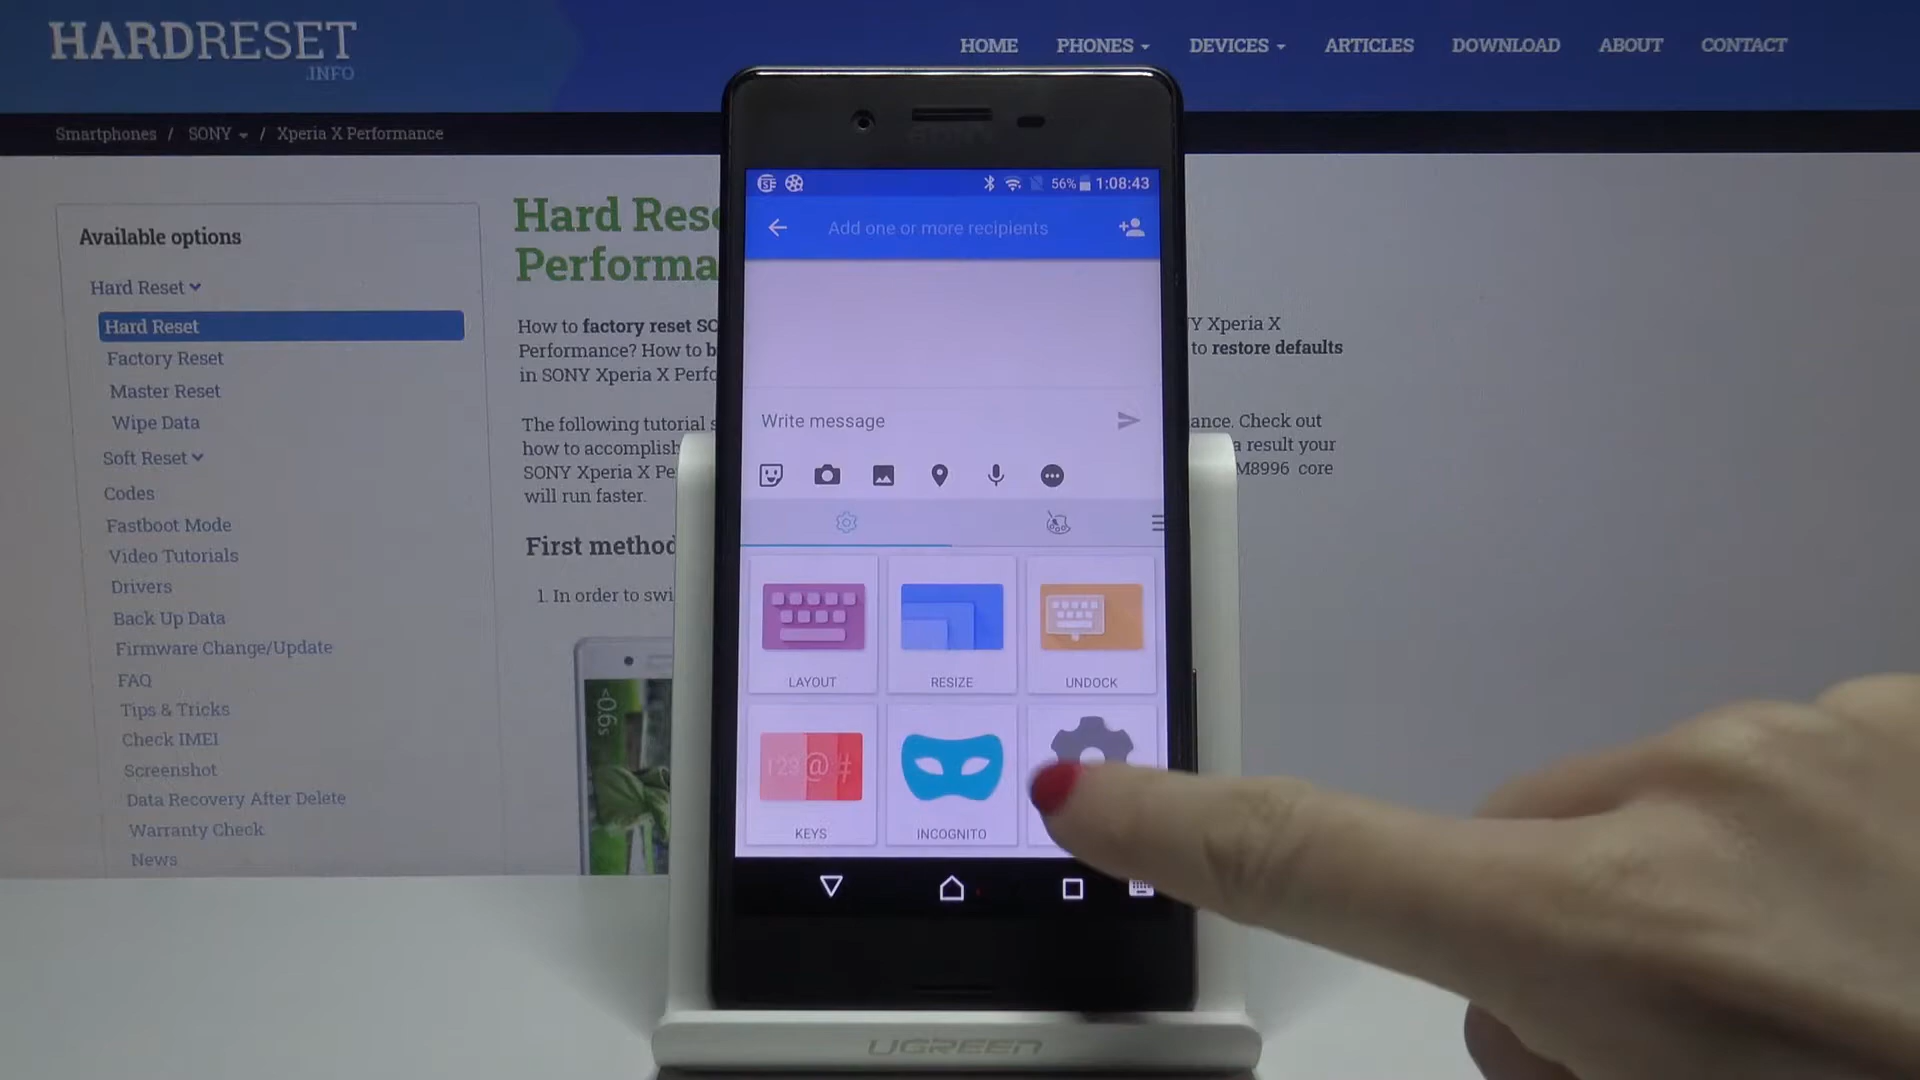 HARDRESET
.INFO
HOME PHONES DEVICES ARTICLES DOWNLOAD ABOUT CONTACT
Smartphones / SONY / Xperia X Performance
Available options
Hard Reset
Hard Reset
Factory Reset
Master Reset
Wipe Data
Soft Reset
Codes
Fastboot Mode
Video Tutorials
Drivers
Back Up Data
Firmware Change/Update
FAQ
Tips & Tricks
Check IMEI
Screenshot
Data Recovery After Delete
Warranty Check
News
Hard Rese
Performa
How to factory reset SO Y Xperia X
Performance? How to b to restore defaults
in SONY Xperia X Perfo
The following tutorial s ance. Check out
how to accomplish a result your
SONY Xperia X Pe M8996 core
will run faster.
First method
1. In order to swi
SONY
56% 1:08:43
Add one or more recipients
Write message
LAYOUT RESIZE UNDOCK
123@#
KEYS INCOGNITO
UGREEN